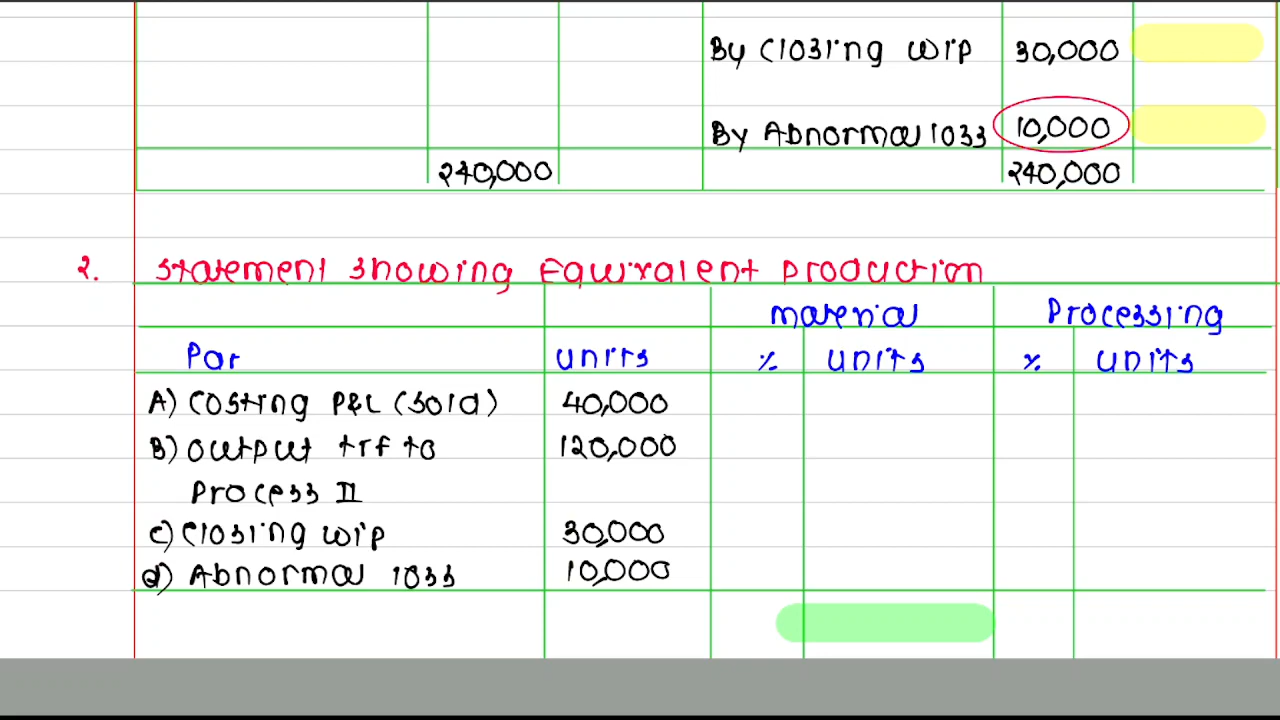 By Closing WIP 30,000
By Abnormal loss 10,000
240,000 240,000
2. Statement Showing Equivalent Production
Material Processing
Par Units % Units % Units
A) Costing P&L (Sold) 40,000
B) Output trf to 120,000
Process II
C) Closing WIP 30,000
d) Abnormal loss 10,000